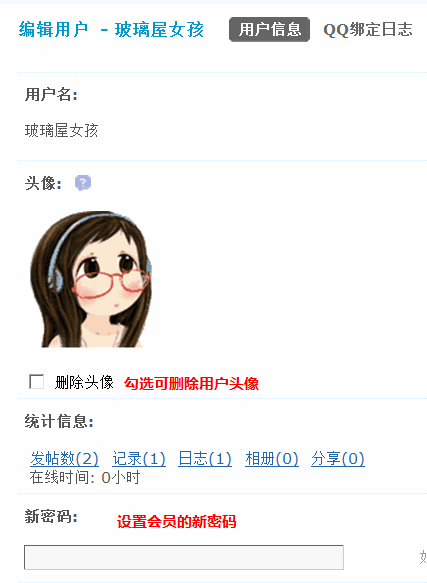 编辑用户 - 玻璃屋女孩 用户信息 QQ绑定日志
用户名:
玻璃屋女孩
头像: ?
删除头像 勾选可删除用户头像
统计信息:
发帖数(2) 记录(1) 日志(1) 相册(0) 分享(0)
在线时间: 0小时
新密码: 设置会员的新密码